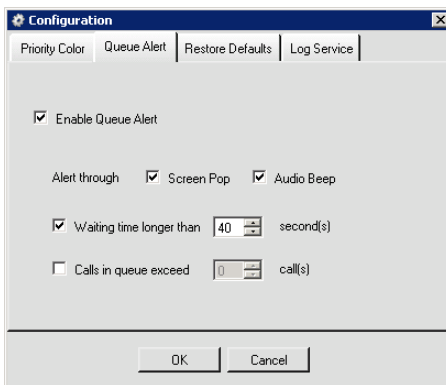 Configuration
Priority Color Queue Alert Restore Defaults Log Service
Enable Queue Alert
Alert through Screen Pop Audio Beep
Waiting time longer than 40 second(s)
Calls in queue exceed 0 call(s)
OK Cancel